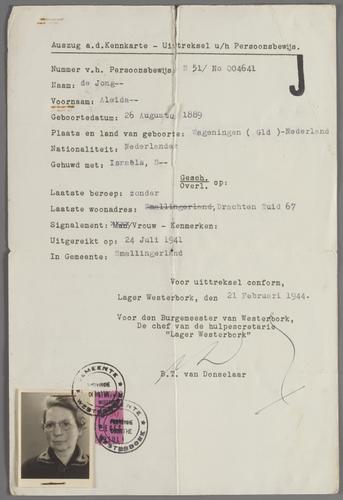 Auszug a.d.Kennkarte - Uittreksel u/h Persoonsbewijs.
J
Nummer v.h. Persoonsbewijs: M 51/ No 004641
Naam: de Jong--
Voornaam: Aleida--
Geboortedatum: 26 Augustus 1889
Plaats en land van geboorte: Wageningen ( Gld )-Nederland
Nationaliteit: Nederlandse
Gehuwd met: Israëls, S--
Gesch.
Overl. op:
Laatste beroep: zonder
Laatste woonadres: Smallingerland,Drachten Zuid 67
Signalement: Man/Vrouw - Kenmerken:
Uitgereikt op: 24 Juli 1941
In Gemeente: Smallingerland
Voor uittreksel conform,
Lager Westerbork, den 21 Februari 1944.
Voor den Burgemeester van Westerbork,
De chef van de hulpsecretarie
"Lager Westerbork"
B.T. van Donselaar
GEMEENTE
WESTERBORK
WESTERBORK